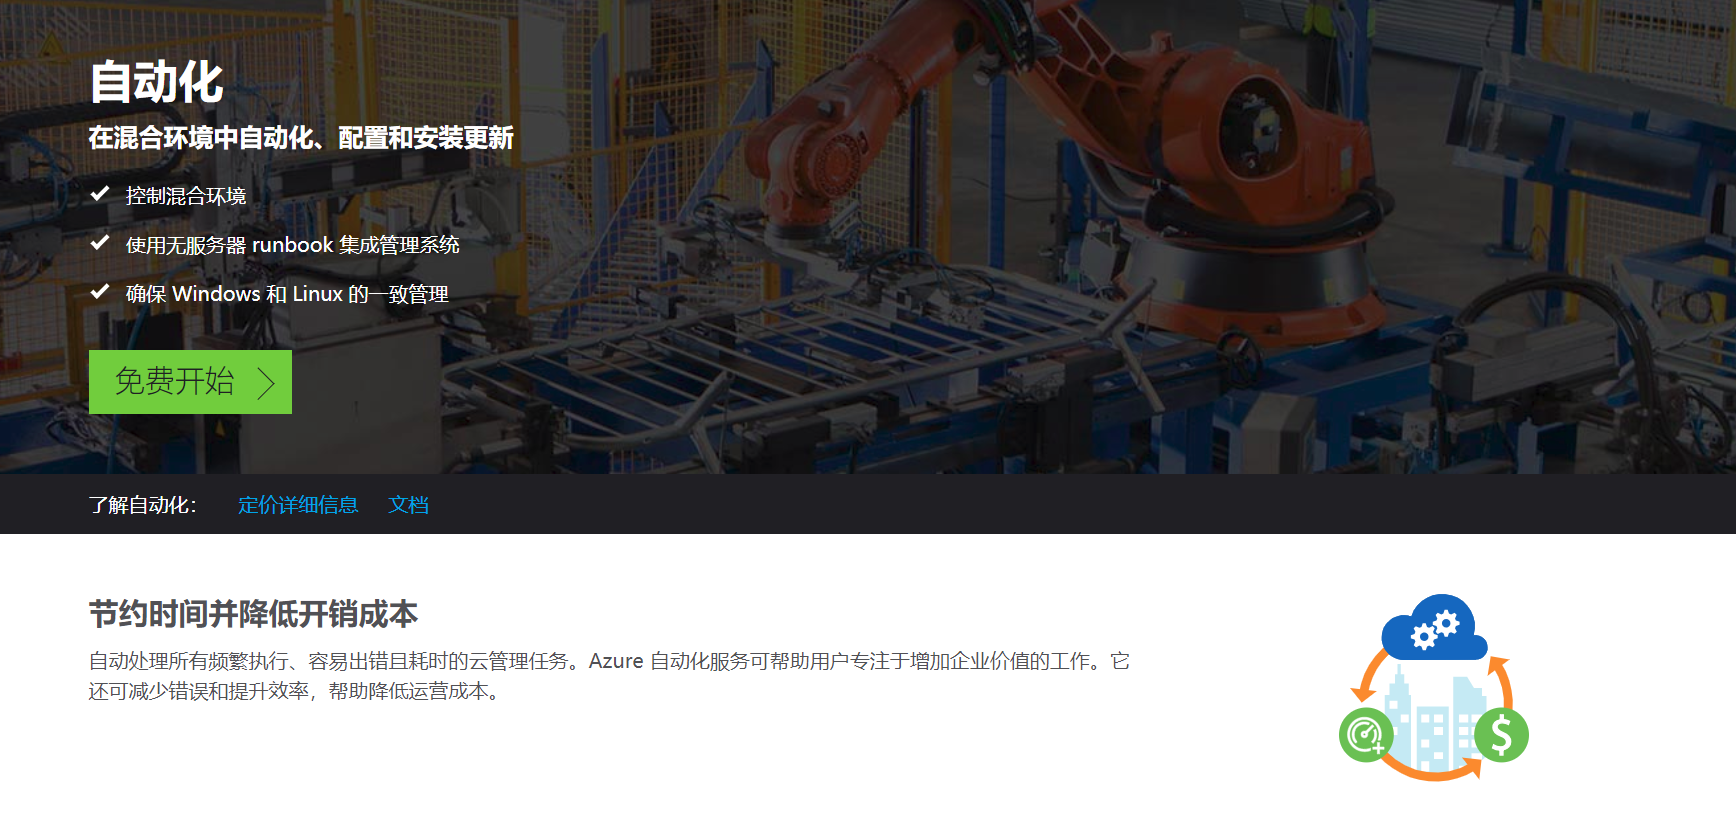 自动化
在混合环境中自动化、配置和安装更新
控制混合环境
使用无服务器 runbook 集成管理系统
确保 Windows 和 Linux 的一致管理
免费开始
了解自动化： 定价详细信息 文档
节约时间并降低开销成本
自动处理所有频繁执行、容易出错且耗时的云管理任务。Azure 自动化服务可帮助用户专注于增加企业价值的工作。它
还可减少错误和提升效率，帮助降低运营成本。
$